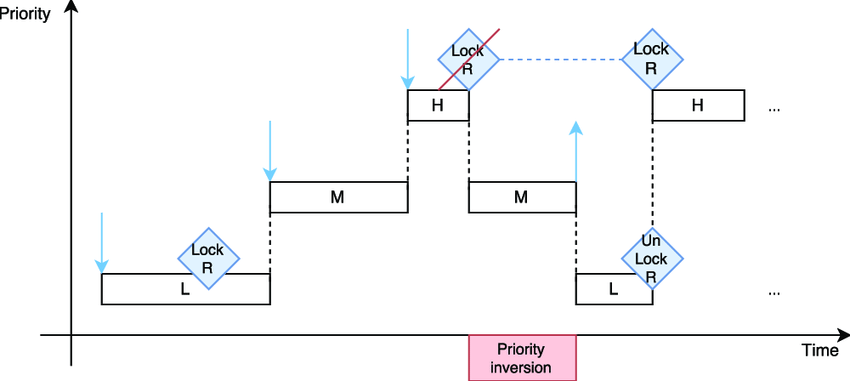 Priority
Lock
R
Lock
R
H
H
...
M
M
Lock
R
Un
Lock
R
L
L
...
Time
Priority
inversion